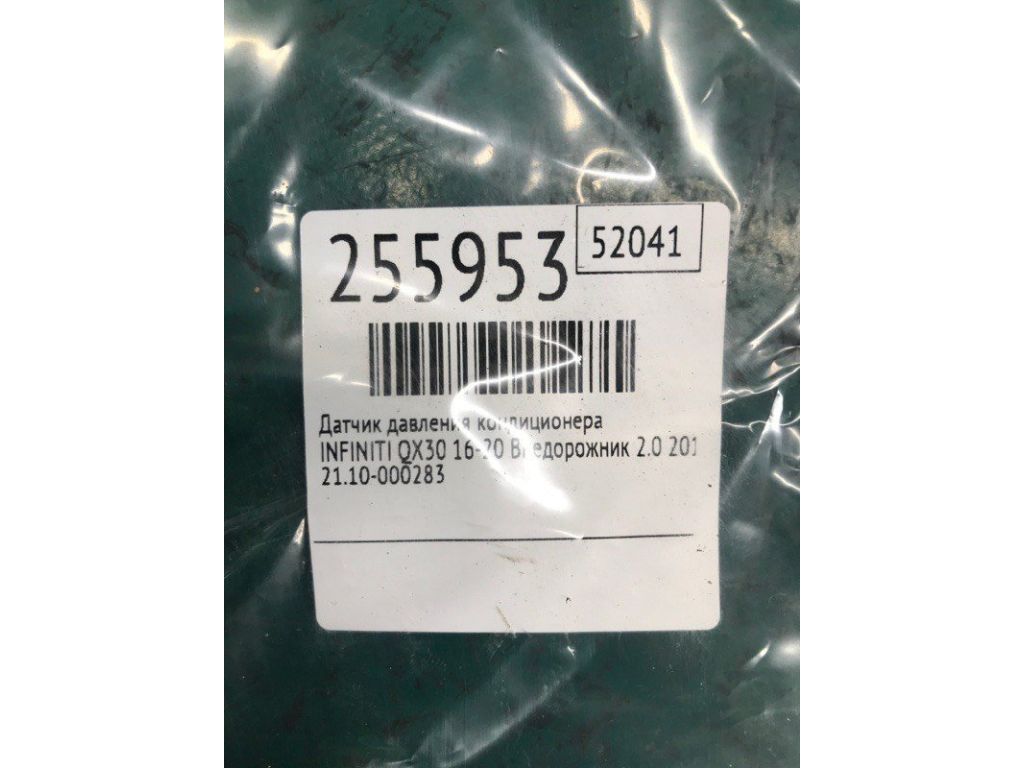 255953
52041
Датчик давления кондиционера
INFINITI QX30 16-20 Внедорожник 2.0 201
21.10-000283